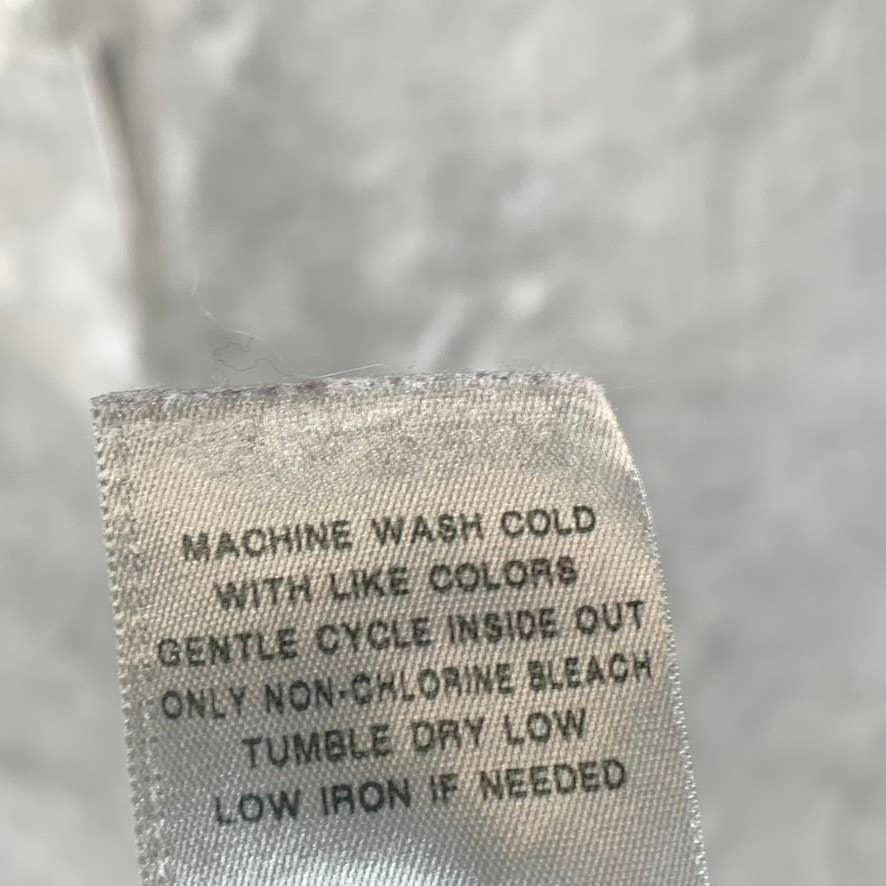 MACHINE WASH COLD
WITH LIKE COLORS
GENTLE CYCLE INSIDE OUT
ONLY NON-CHLORINE BLEACH
TUMBLE DRY LOW
LOW IRON IF NEEDED